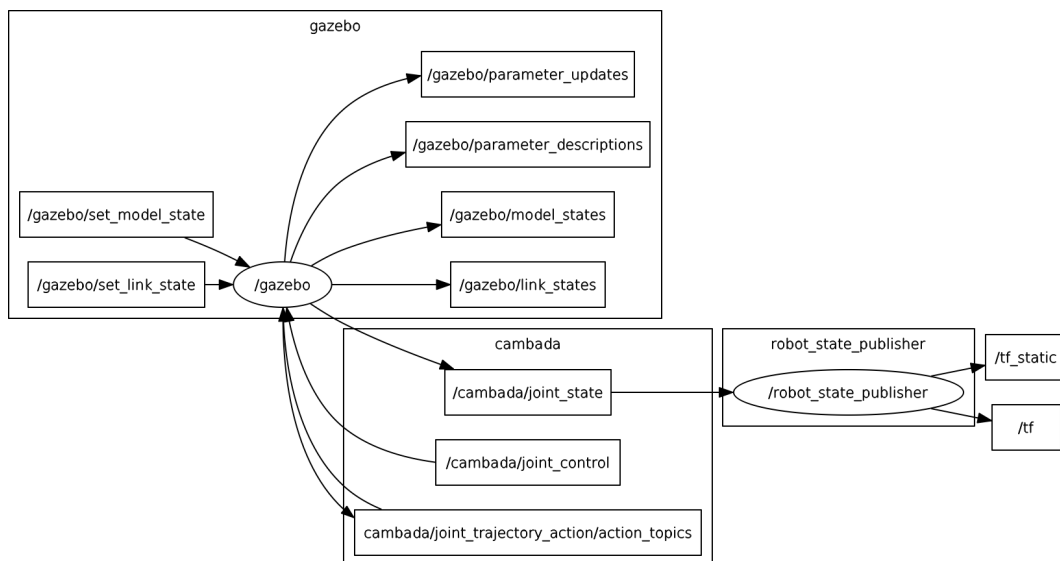 gazebo
/gazebo/parameter_updates
/gazebo/parameter_descriptions
/gazebo/set_model_state
/gazebo/model_states
/gazebo/set_link_state
/gazebo
/gazebo/link_states
cambada
/cambada/joint_state
/cambada/joint_control
cambada/joint_trajectory_action/action_topics
robot_state_publisher
/robot_state_publisher
/tf_static
/tf